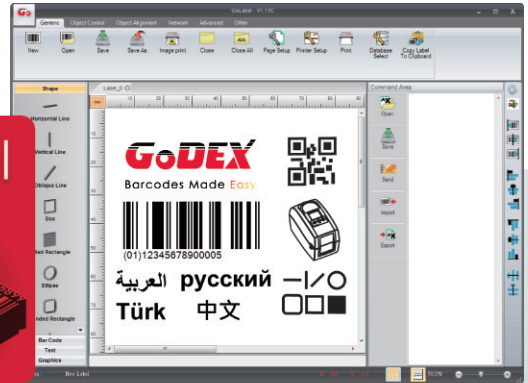 Go
GoLabel - V1.11G
Generic Object Control Object Alignment Network Advanced Other
New Open Save Save As Image print Close Close All Page Setup Printer Setup Print Database Select Copy Label To Clipboard
ALL
Shape
Label_0
Command Area
Horizontal Line
Vertical Line
Oblique Line
Box
Rectangle
Ellipse
Rectangle
Bar Code
Text
Graphics
GoDEX
Barcodes Made Easy
(01)12345678900005
العربية русский
Türk 中文
Open
Save
Send
Import
Export